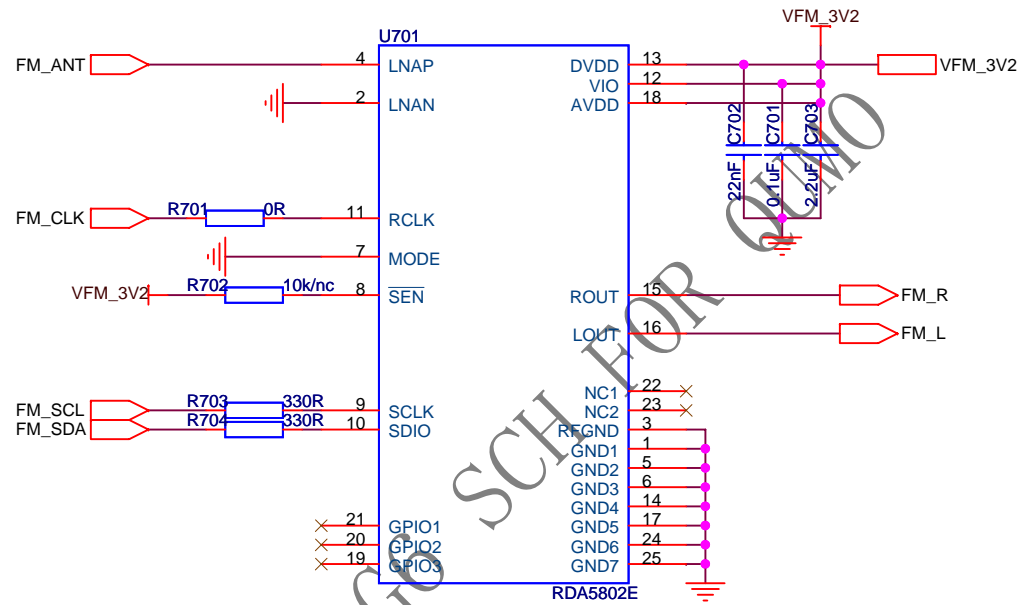 VFM_3V2
U701
FM_ANT 4 LNAP DVDD 13 VFM_3V2
VIO 12
2 LNAN AVDD 18
C702 C701 C703
22nF 0.1uF 2.2uF
FM_CLK R701 0R 11 RCLK
7 MODE
VFM_3V2 R702 10k/nc 8 SEN ROUT 15 FM_R
LOUT 16 FM_L
NC1 22
FM_SCL R703 330R 9 SCLK NC2 23
FM_SDA R704 330R 10 SDIO RFGND 3
GND1 1
GND2 5
GND3 6
GND4 14
21 GPIO1 GND5 17
20 GPIO2 GND6 24
19 GPIO3 GND7 25
RDA5802E
G6 SCH FOR QUMO